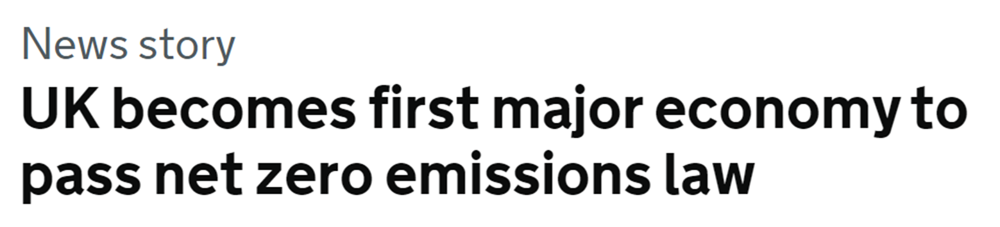 News story
UK becomes first major economy to
pass net zero emissions law